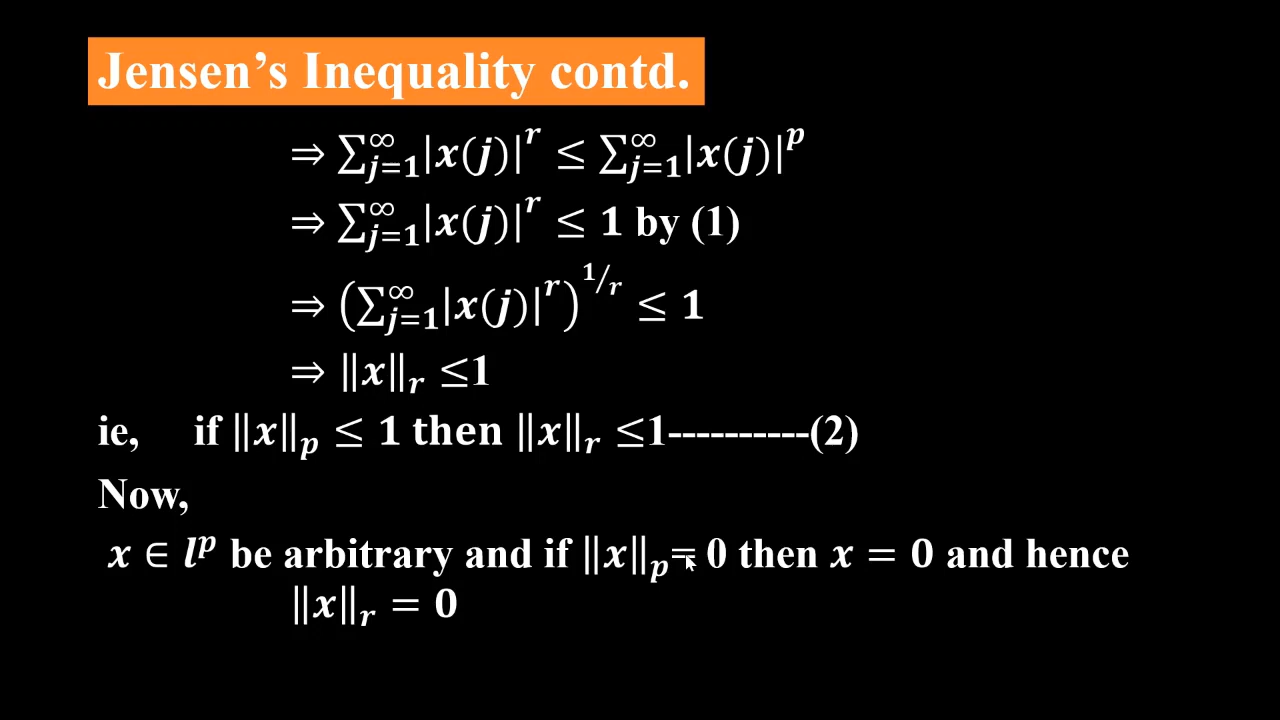 Jensen's Inequality contd.
⇒ ∑_{j=1}^{∞}|x(j)|^r ≤ ∑_{j=1}^{∞}|x(j)|^p
⇒ ∑_{j=1}^{∞}|x(j)|^r ≤ 1 by (1)
⇒ (∑_{j=1}^{∞}|x(j)|^r)^{1/r} ≤ 1
⇒ ‖x‖_r ≤1
ie, if ‖x‖_p ≤ 1 then ‖x‖_r ≤1----------(2)
Now,
x ∈ l^p be arbitrary and if ‖x‖_p= 0 then x = 0 and hence
‖x‖_r = 0